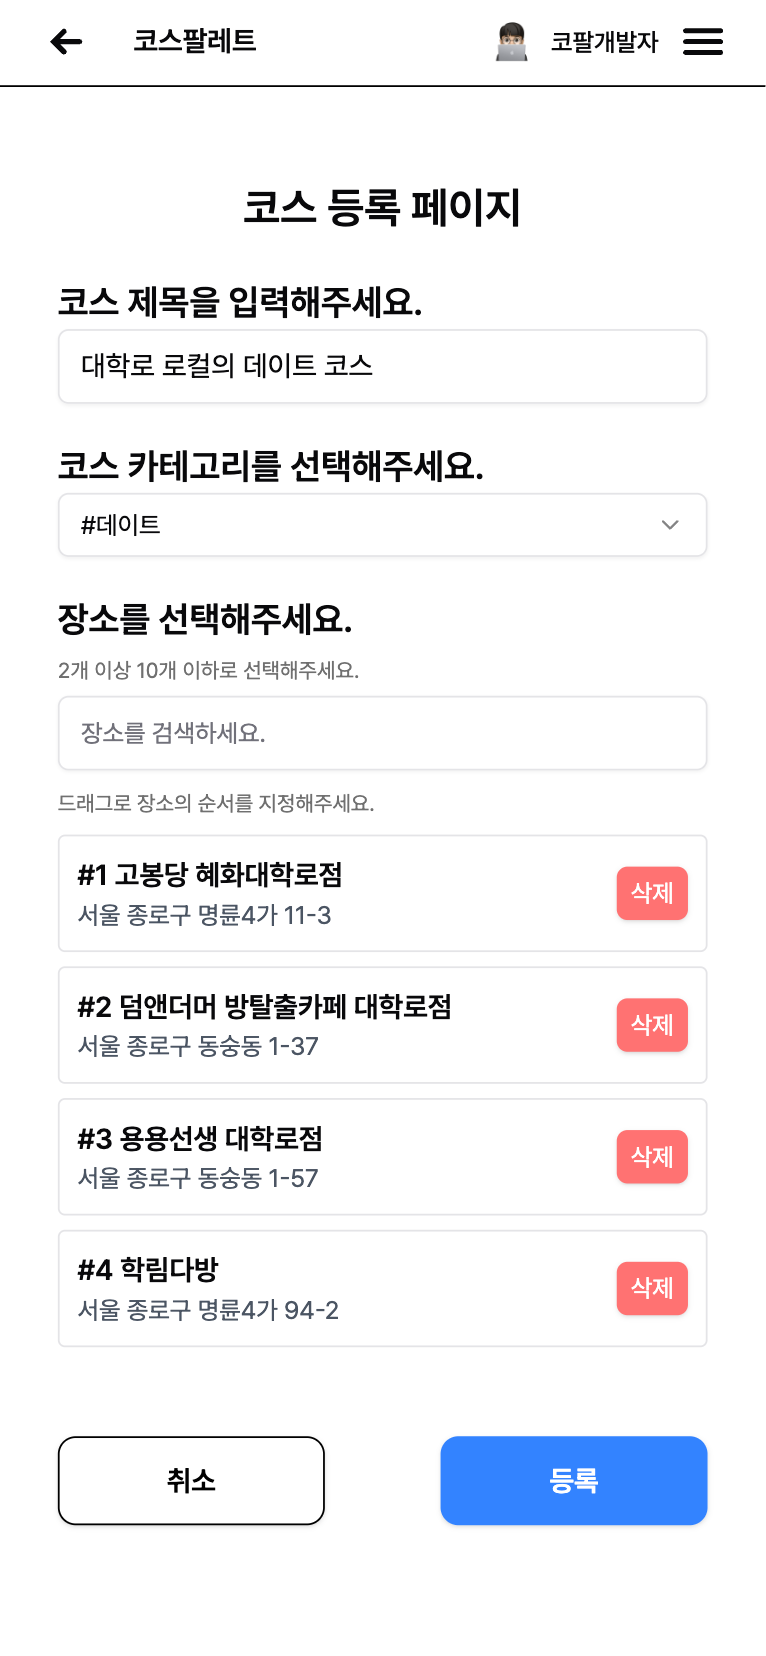 코스팔레트
코팔개발자
코스 등록 페이지
코스 제목을 입력해주세요.
대학로 로컬의 데이트 코스
코스 카테고리를 선택해주세요.
#데이트
장소를 선택해주세요.
2개 이상 10개 이하로 선택해주세요.
장소를 검색하세요.
드래그로 장소의 순서를 지정해주세요.
#1 고봉당 혜화대학로점
서울 종로구 명륜4가 11-3
삭제
#2 덤앤더머 방탈출카페 대학로점
서울 종로구 동숭동 1-37
삭제
#3 용용선생 대학로점
서울 종로구 동숭동 1-57
삭제
#4 학림다방
서울 종로구 명륜4가 94-2
삭제
취소
등록